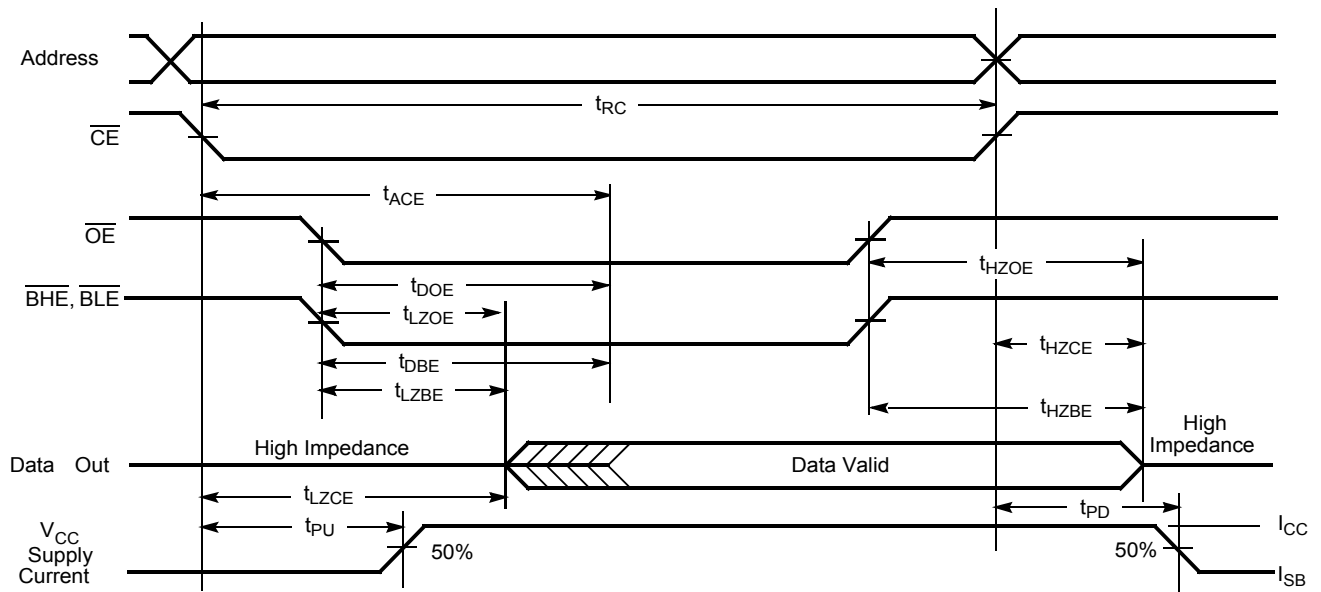 Address
tRC
CE
tACE
OE
tHZOE
tDOE
BHE, BLE
tLZOE
tHZCE
tDBE
tLZBE
tHZBE
High Impedance
High
Impedance
Data Out
Data Valid
tLZCE
tPU
tPD
VCC
Supply
Current
50%
50%
ICC
ISB